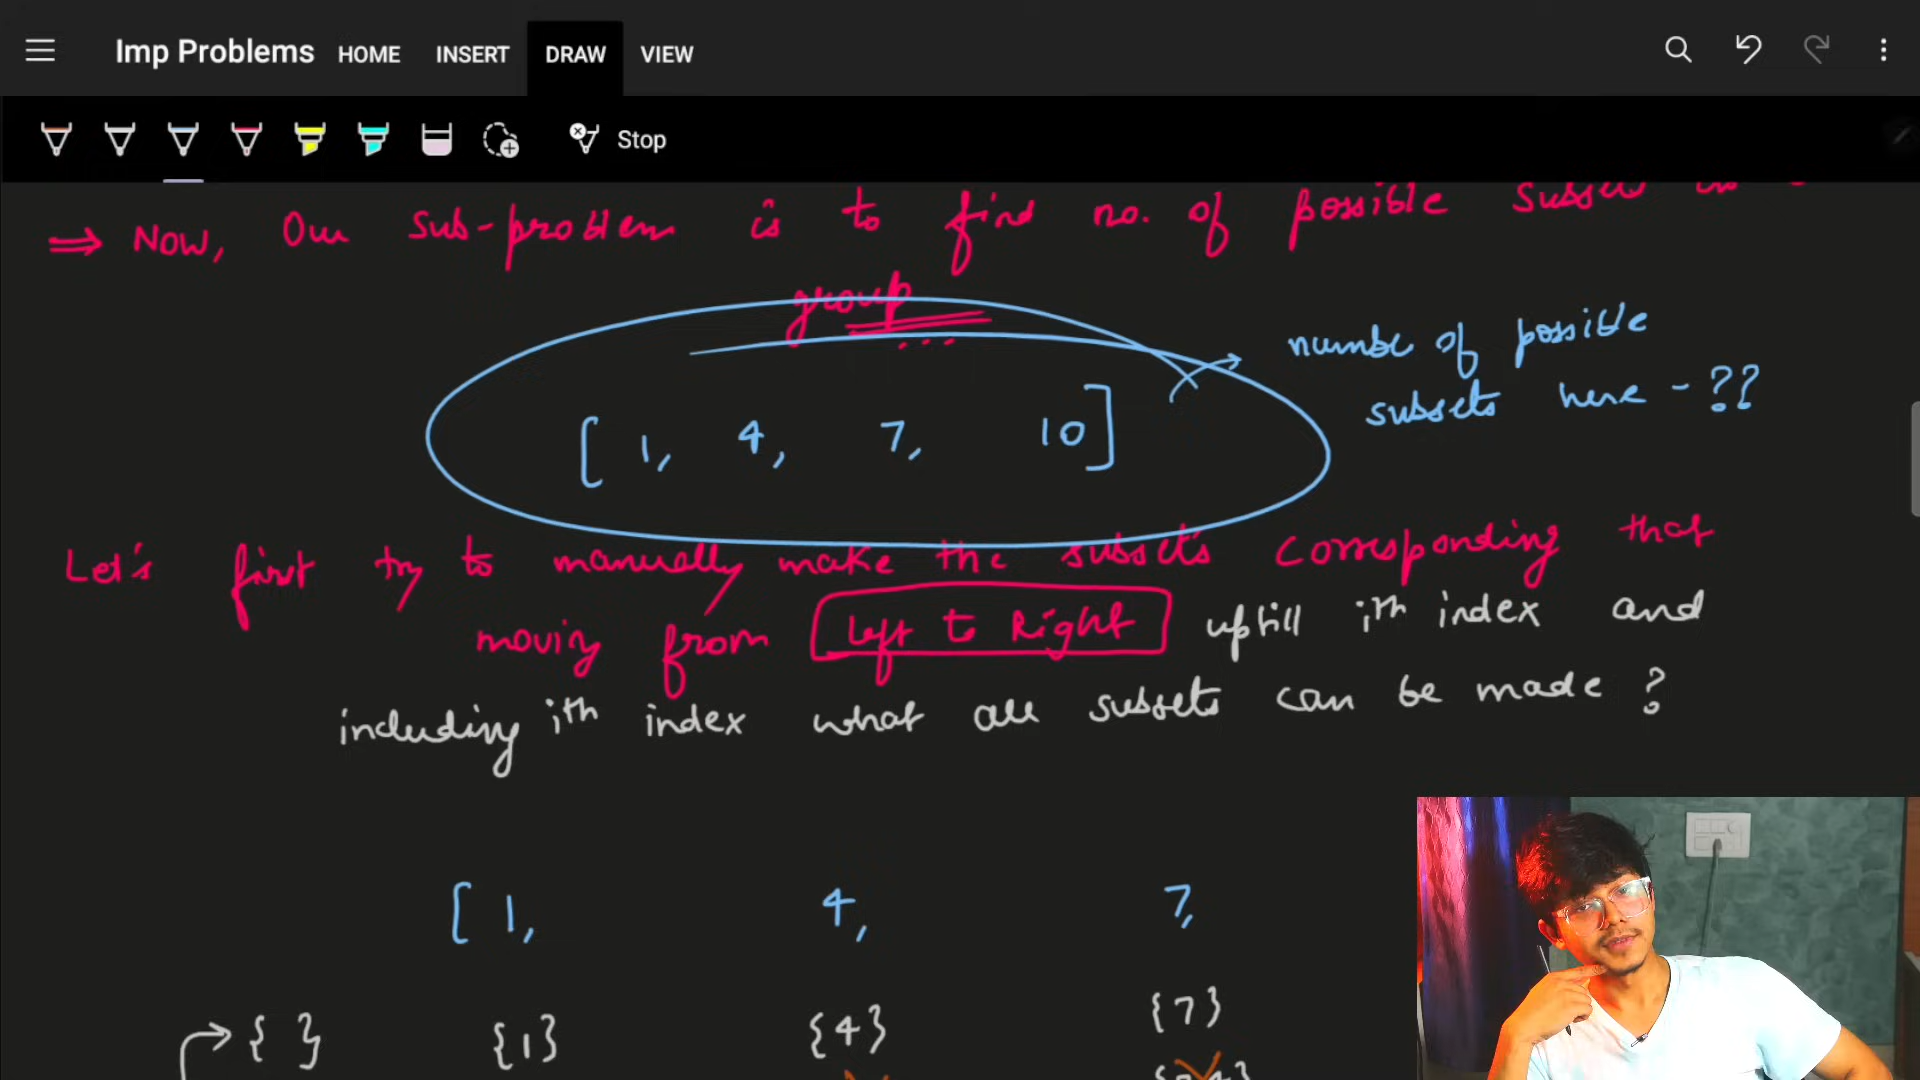 Imp Problems HOME INSERT DRAW VIEW
Stop
⇒ Now, Our Sub-problem is to find no. of possible subsets in
group
number of possible
subsets here - ??
[ 1, 4, 7, 10 ]
Let's first try to manually make the subsets corresponding that
moving from Left to Right uptill ith index and
including ith index what all subsets can be made ?
[ 1, 4, 7,
{ } {1} {4} {7}